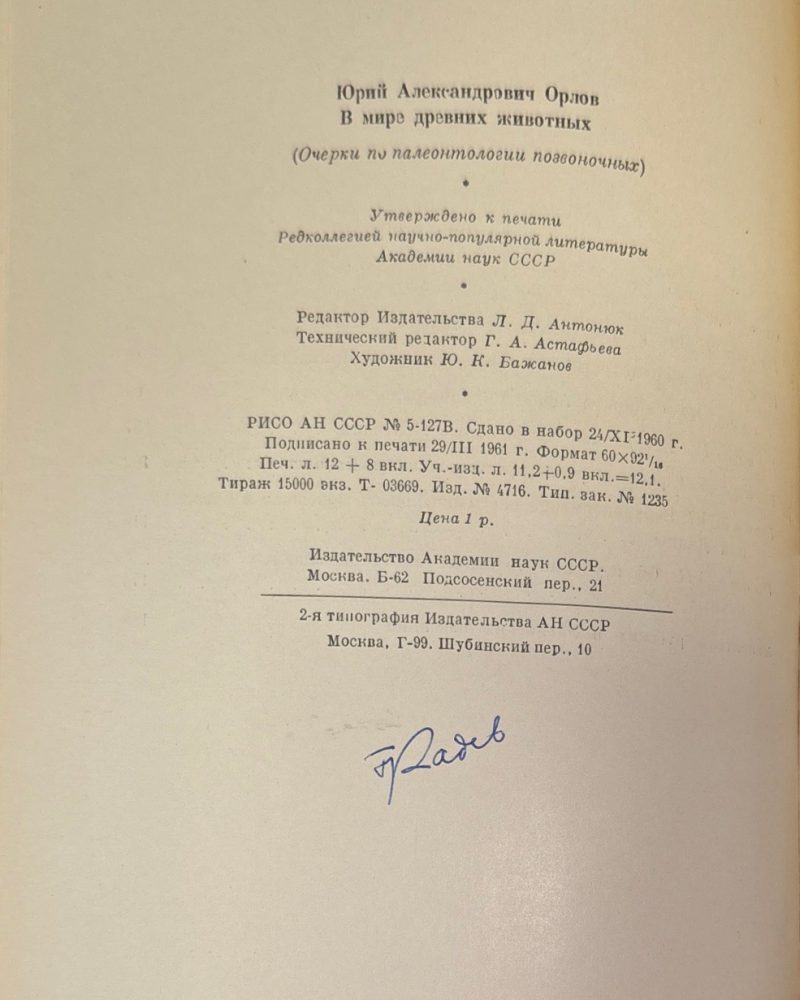 Юрий Александрович Орлов
В мире древних животных
(Очерки по палеонтологии позвоночных)
Утверждено к печати
Редколлегией научно-популярной литературы
Академии наук СССР
Редактор Издательства Л. Д. Антонюк
Технический редактор Г. А. Астафьева
Художник Ю. К. Бажанов
РИСО АН СССР № 5-127В. Сдано в набор 1960 г.
Подписано к печати 29/III 1961 г. Формат 60×92¹/₁₆
Печ. л. 12 + 8 вкл. Уч.-изд. л. 11,2+0,9 вкл.=12,1.
Тираж 15000 экз. Т- 03669. Изд. № 4716. Тип. зак. № 1235
Цена 1 р.
Издательство Академии наук СССР.
Москва. Б-62 Подсосенский пер., 21
2-я типография Издательства АН СССР
Москва, Г-99. Шубинский пер., 10